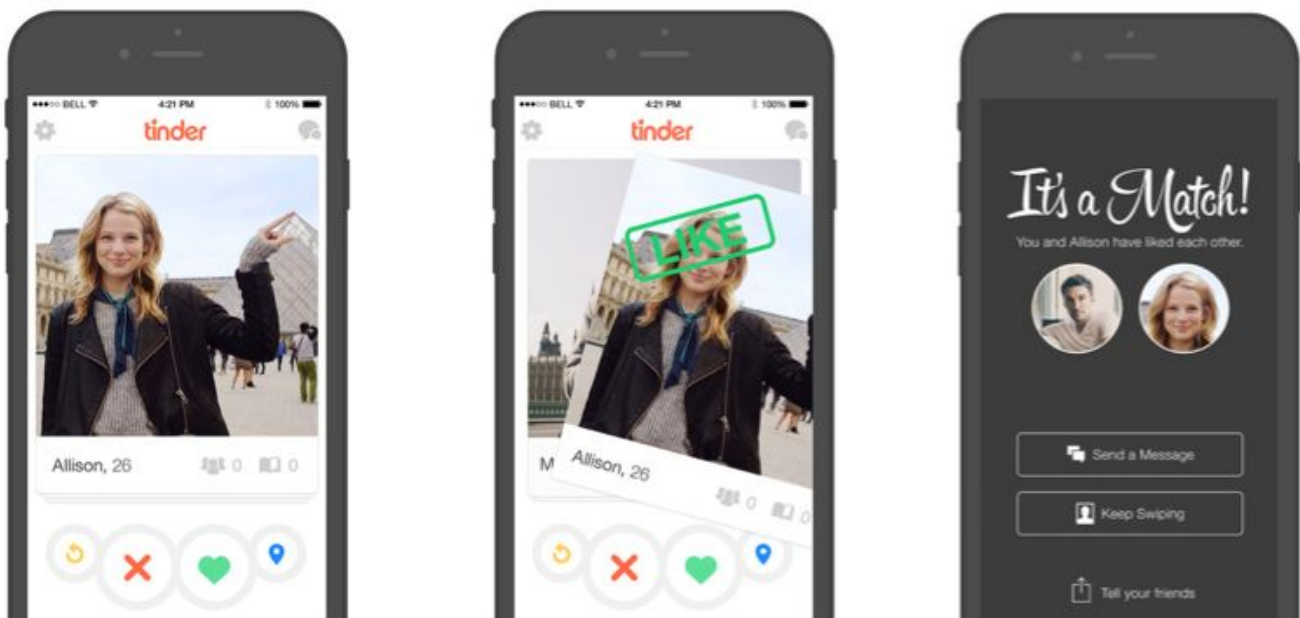 BELL 4:21 PM 100%
tinder
Allison, 26
0 0
BELL 4:21 PM 100%
tinder
LIKE
M
Allison, 26
0 0
It's a Match!
You and Allison have liked each other.
Send a Message
Keep Swiping
Tell your friends